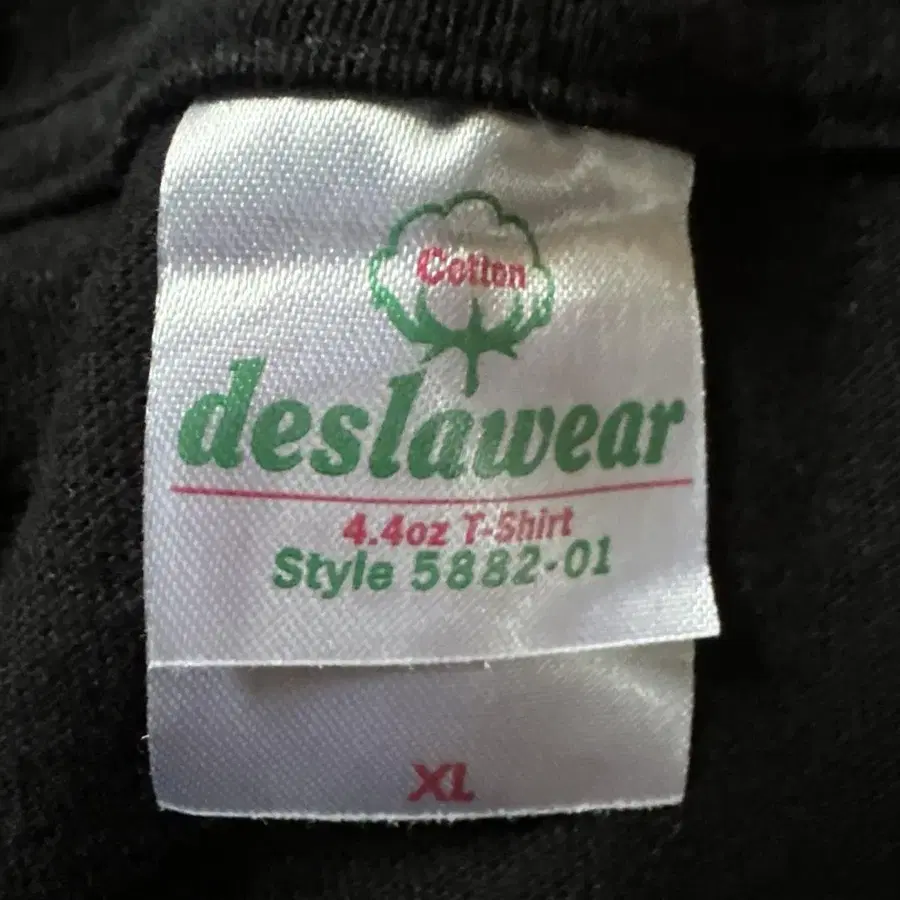 Cotton
deslawear
4.4oz T-Shirt
Style 5882-01
XL